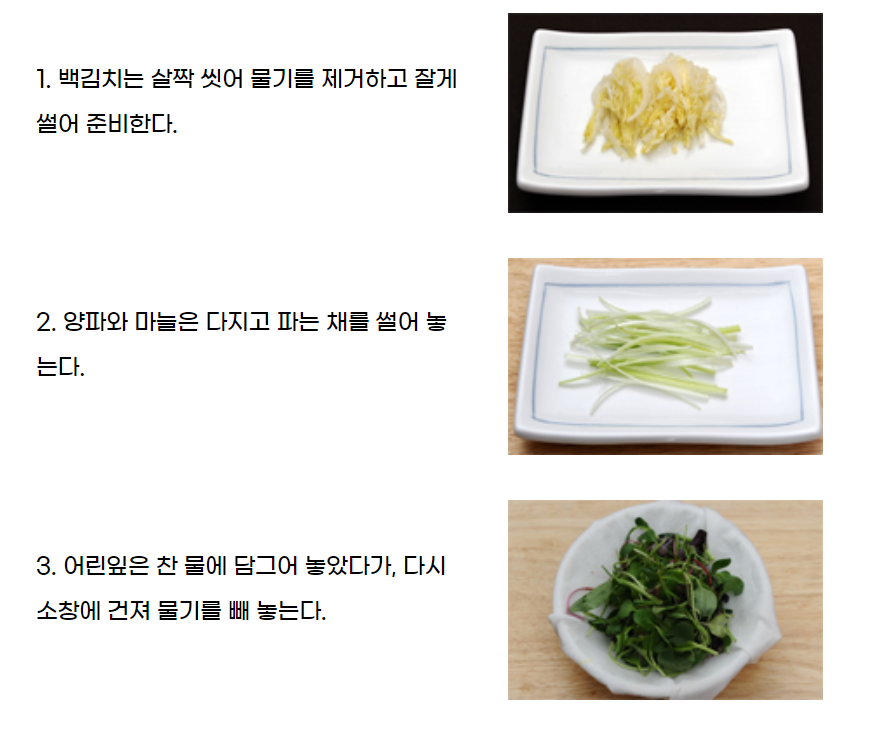 1. 백김치는 살짝 씻어 물기를 제거하고 잘게
썰어 준비한다.
2. 양파와 마늘은 다지고 파는 채를 썰어 놓
는다.
3. 어린잎은 찬 물에 담그어 놓았다가, 다시
소창에 건져 물기를 빼 놓는다.